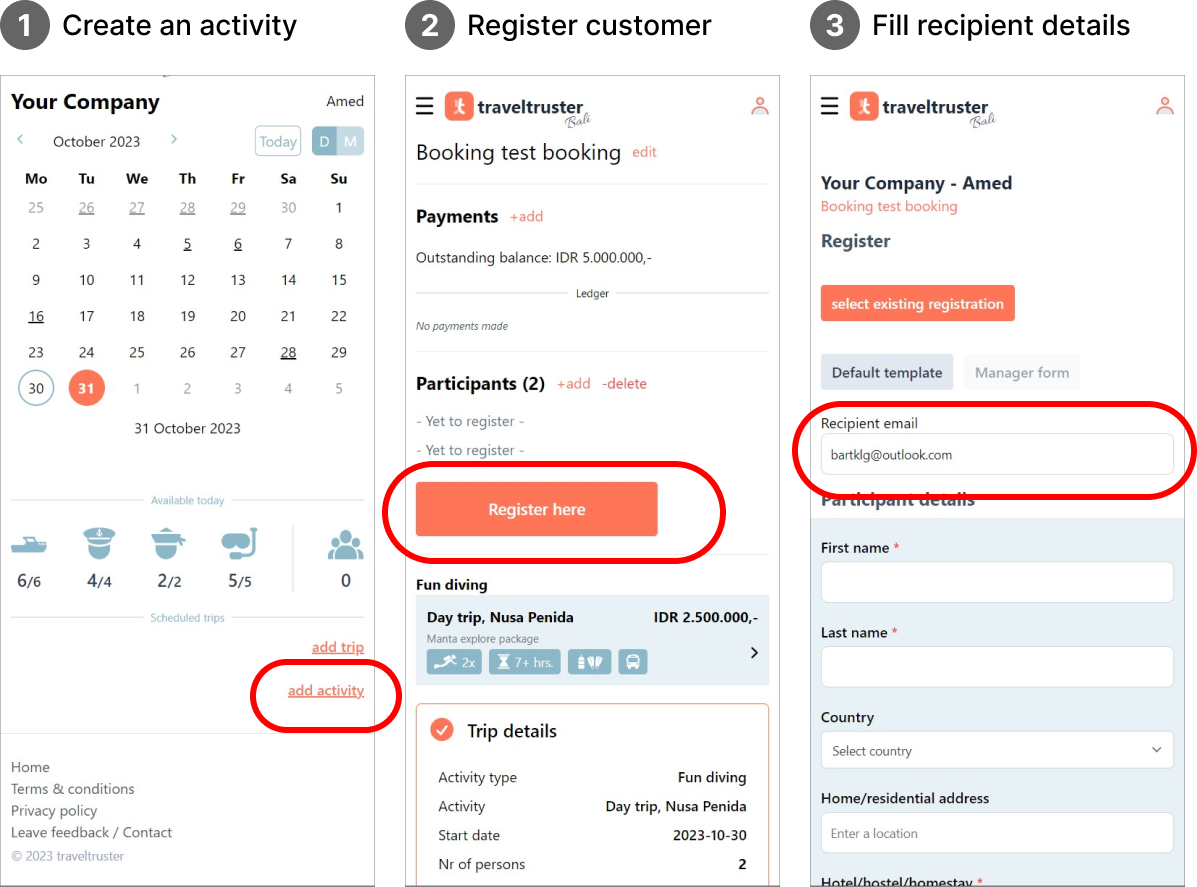 1 Create an activity
Your Company Amed
October 2023 Today D M
Mo Tu We Th Fr Sa Su
25 26 27 28 29 30 1
2 3 4 5 6 7 8
9 10 11 12 13 14 15
16 17 18 19 20 21 22
23 24 25 26 27 28 29
30 31 1 2 3 4 5
31 October 2023
Available today
6/6 4/4 2/2 5/5 0
Scheduled trips
add trip
add activity
Home
Terms & conditions
Privacy policy
Leave feedback / Contact
© 2023 traveltruster
2 Register customer
t traveltruster
Bali
Booking test booking edit
Payments +add
Outstanding balance: IDR 5.000.000,-
Ledger
No payments made
Participants (2) +add -delete
- Yet to register -
- Yet to register -
Register here
Fun diving
Day trip, Nusa Penida IDR 2.500.000,-
Manta explore package
2x 7+ hrs.
Trip details
Activity type Fun diving
Activity Day trip, Nusa Penida
Start date 2023-10-30
Nr of persons 2
3 Fill recipient details
t traveltruster
Bali
Your Company - Amed
Booking test booking
Register
select existing registration
Default template Manager form
Recipient email
bartklg@outlook.com
Participant details
First name *
Last name *
Country
Select country
Home/residential address
Enter a location
Hotel/hostel/homestay *